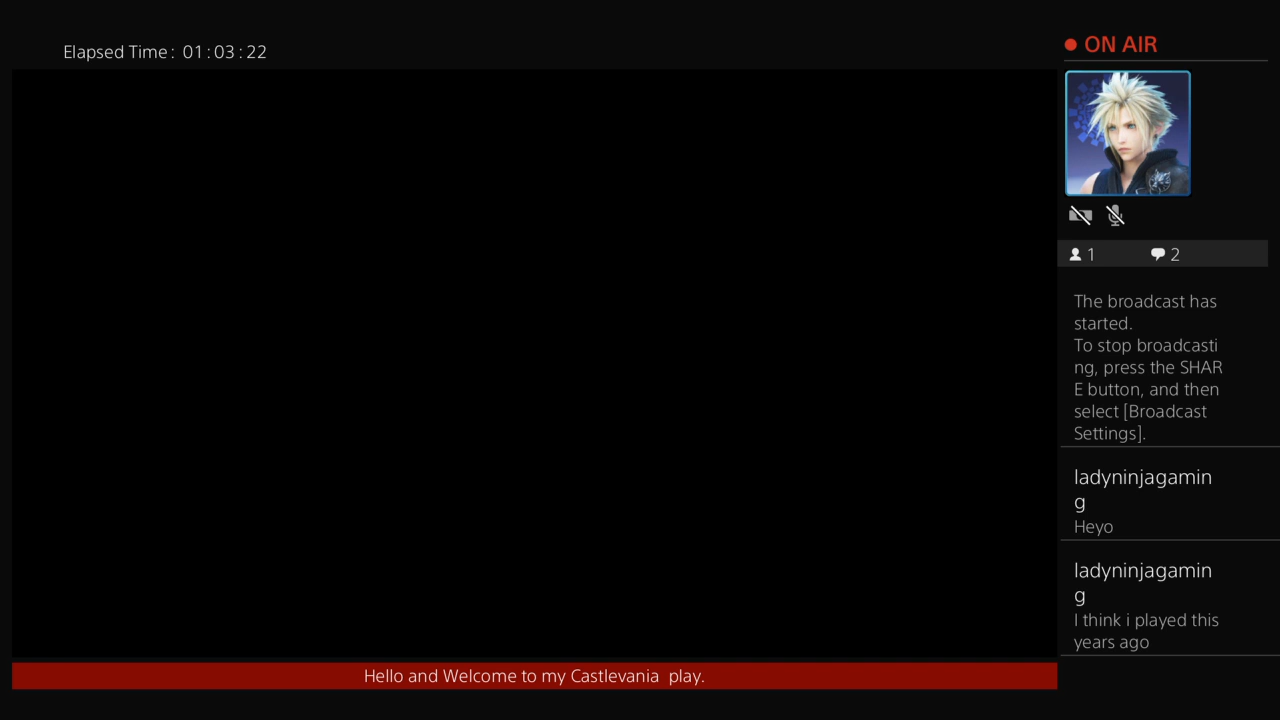 Elapsed Time: 01:03:22
ON AIR
1
2
The broadcast has
started.
To stop broadcasti
ng, press the SHAR
E button, and then
select [Broadcast
Settings].
ladyninjagamin
g
Heyo
ladyninjagamin
g
I think i played this
years ago
Hello and Welcome to my Castlevania  play.